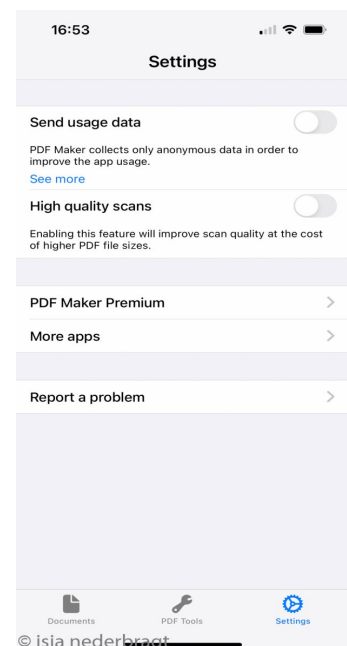 16:53
Settings
Send usage data
PDF Maker collects only anonymous data in order to
improve the app usage.
See more
High quality scans
Enabling this feature will improve scan quality at the cost
of higher PDF file sizes.
PDF Maker Premium
More apps
Report a problem
Documents PDF Tools Settings
© isja nederbragt